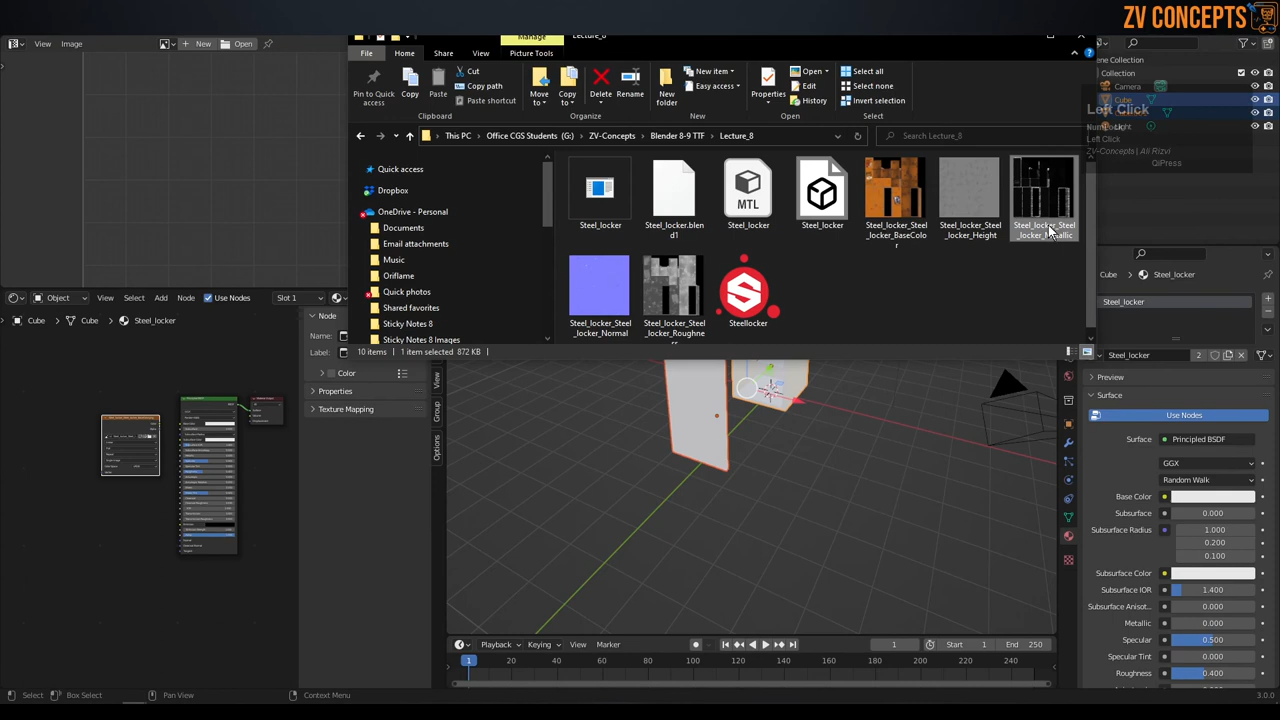 ZV CONCEPTS
View Image New Open
Manage Lecture_8
File Home Share View Picture Tools
Pin to Quick access
Copy
Paste
Cut
Copy path
Paste shortcut
Move to
Copy to
Delete
Rename
New folder
New item
Easy access
Properties
Open
Edit
History
Select all
Select none
Invert selection
Clipboard
Organize
New
Open
Select
This PC Office CGS Students (G:) ZV-Concepts Blender 8-9 TTF Lecture_8
Search Lecture_8
Quick access
Dropbox
OneDrive - Personal
Documents
Email attachments
Music
Oriflame
Quick photos
Shared favorites
Sticky Notes 8
Sticky Notes 8 Images
MTL
Steel_locker
Steel_locker.blend1
Steel_locker
Steel_locker
Steel_locker_Steel_locker_BaseColor
Steel_locker_Steel_locker_Height
Steel_locker_Steel_locker_Metallic
Steel_locker_Steel_locker_Normal
Steel_locker_Steel_locker_Roughness
Steellocker
10 items 1 item selected 872 KB
Scene Collection
Collection
Camera
Cube
Light
Left Click
Left Click
ZV-Concepts | Ali Rizvi
QiPress
Object View Select Add Node Use Nodes Slot 1
Cube Cube Steel_locker
Node
Name:
Label:
Color
Properties
Texture Mapping
View
Group
Options
Cube Steel_locker
Steel_locker
Steel_locker 2
Preview
Surface
Use Nodes
Surface Principled BSDF
GGX
Random Walk
Base Color
Subsurface 0.000
Subsurface Radius 1.000
0.200
0.100
Subsurface Color
Subsurface IOR 1.400
Subsurface Anisot... 0.000
Metallic 0.000
Specular 0.500
Specular Tint 0.000
Roughness 0.400
Playback Keying View Marker 1 Start 1 End 250
1 20 40 60 80 100 120 140 160 180 200 220 240
Select Box Select Pan View Context Menu 3.0.0